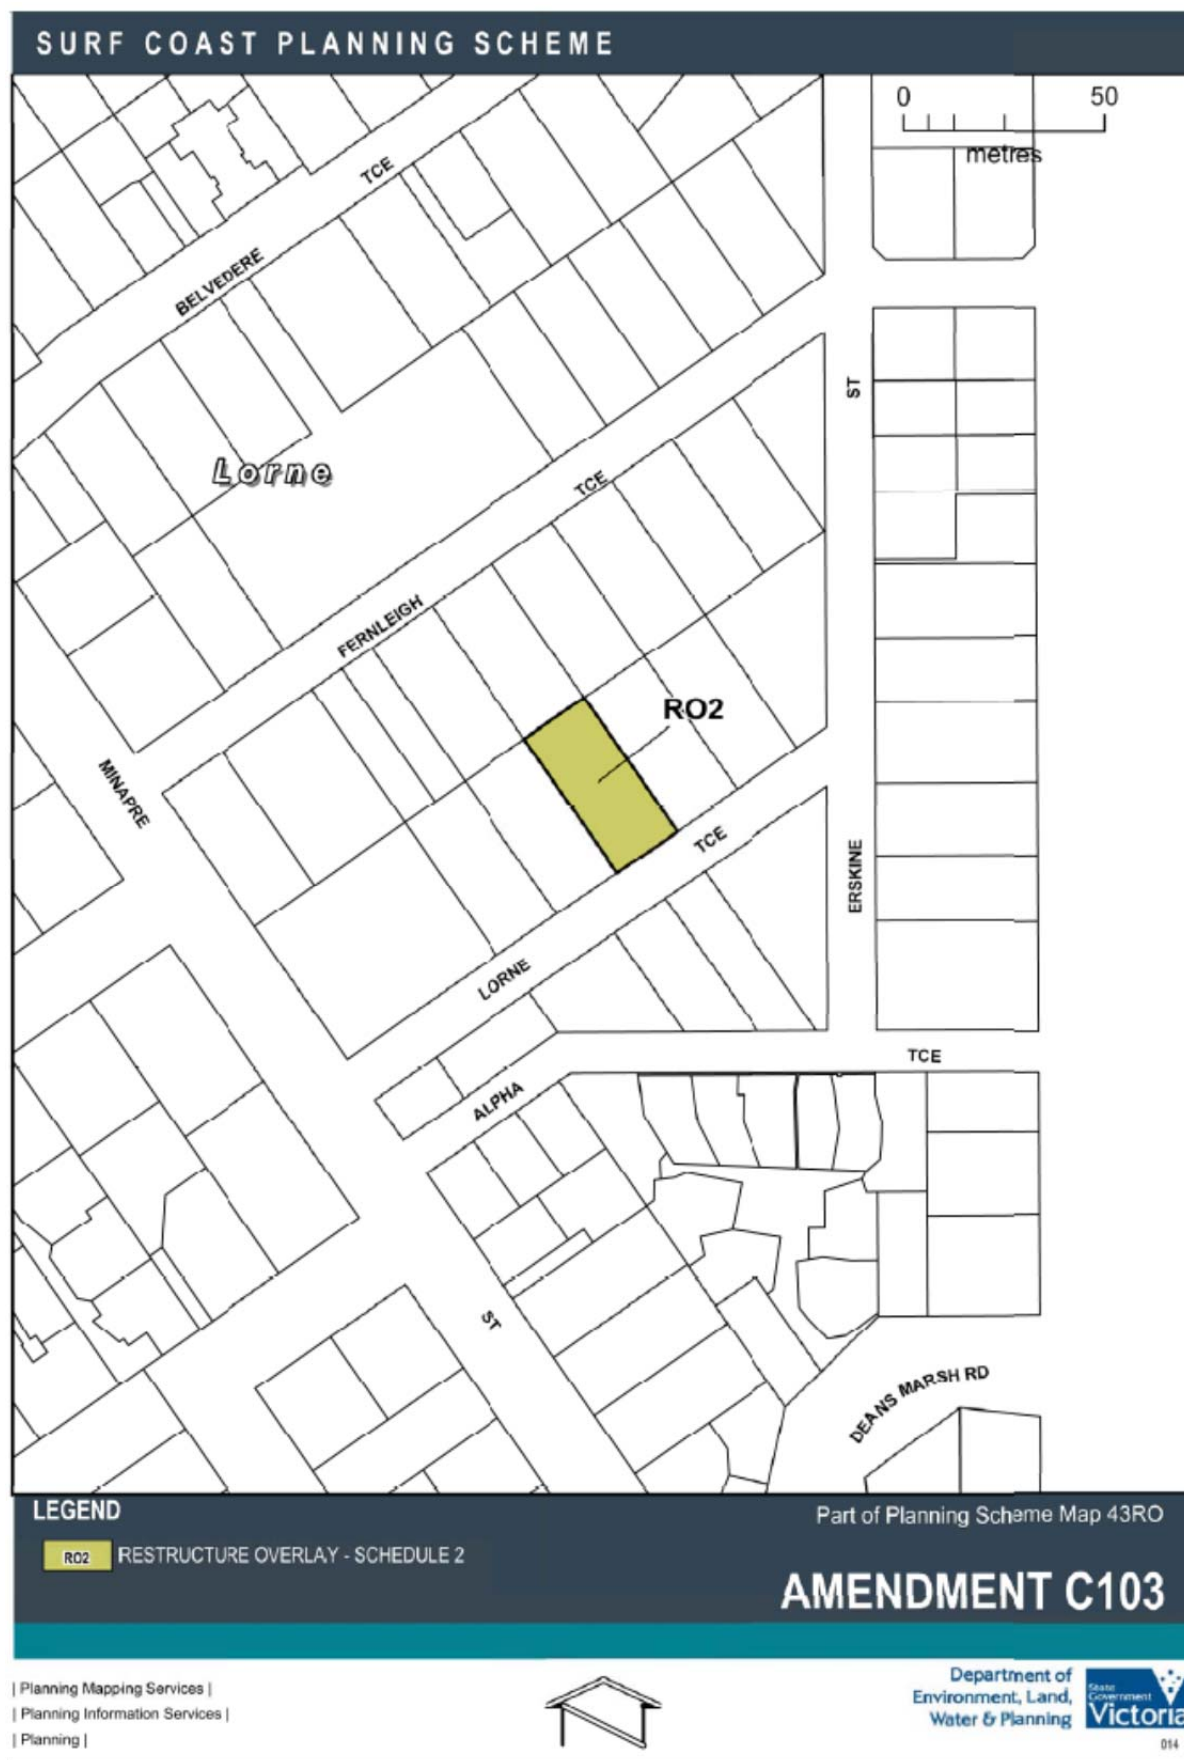 SURF COAST PLANNING SCHEME
0 50
metres
TCE
BELVEDERE
ST
Lorne
TCE
FERNLEIGH
RO2
MINAPRE
TCE
ERSKINE
LORNE
TCE
ALPHA
ST
DEANS MARSH RD
LEGEND
Part of Planning Scheme Map 43RO
RO2 RESTRUCTURE OVERLAY - SCHEDULE 2
AMENDMENT C103
| Planning Mapping Services |
| Planning Information Services |
| Planning |
Department of
Environment, Land,
Water & Planning
State
Government
Victoria
014